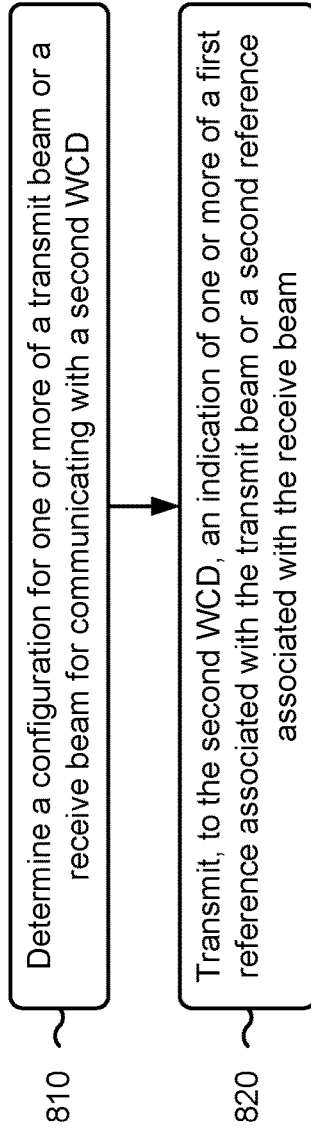 810
Determine a configuration for one or more of a transmit beam or a
receive beam for communicating with a second WCD
820
Transmit, to the second WCD, an indication of one or more of a first
reference associated with the transmit beam or a second reference
associated with the receive beam